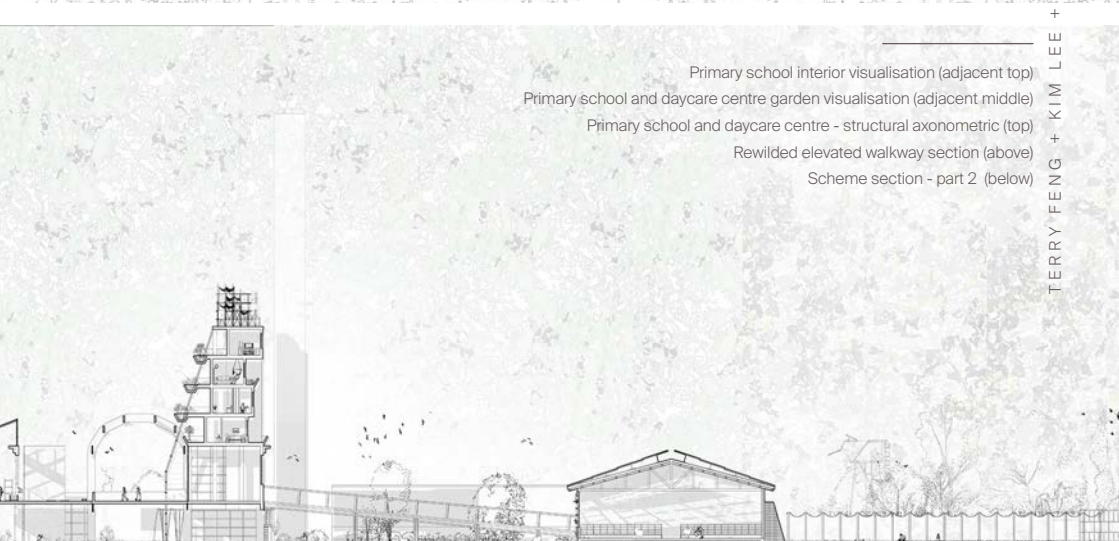 Primary school interior visualisation (adjacent top)
Primary school and daycare centre garden visualisation (adjacent middle)
Primary school and daycare centre - structural axonometric (top)
Rewilded elevated walkway section (above)
Scheme section - part 2 (below)
TERRY FENG + KIM LEE +